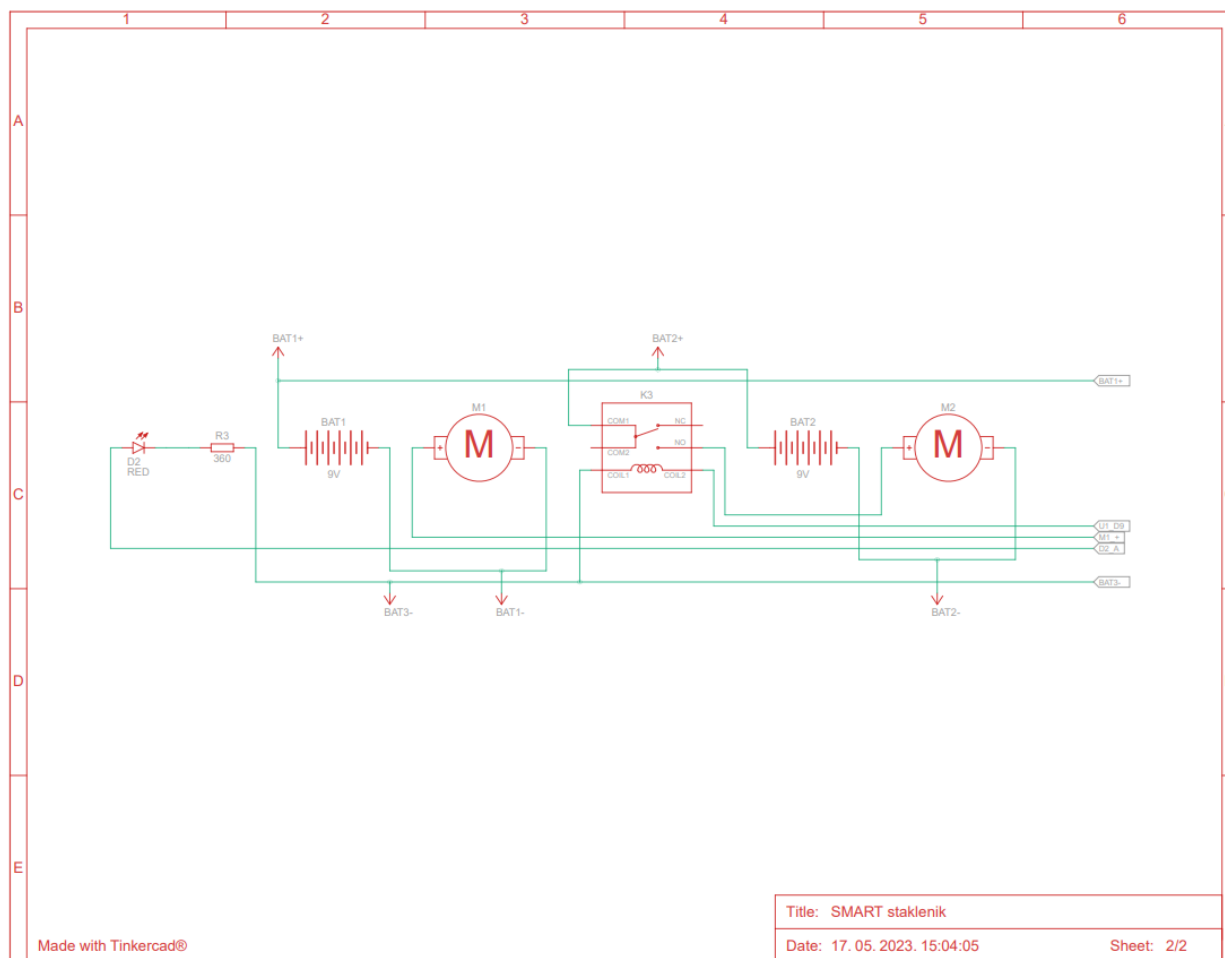 1 2 3 4 5 6
A
B
BAT1+ BAT2+
BAT1+
K3
M1 M2
COM1 NC
BAT1 BAT2
R3
+ M - NO + M -
COM2
D2 360
RED 9V 9V
C COIL1 COIL2
U1_D9
M1_+
D2_A
BAT3-
BAT3- BAT1- BAT2-
D
E
Title: SMART staklenik
Made with Tinkercad® Date: 17. 05. 2023. 15:04:05 Sheet: 2/2